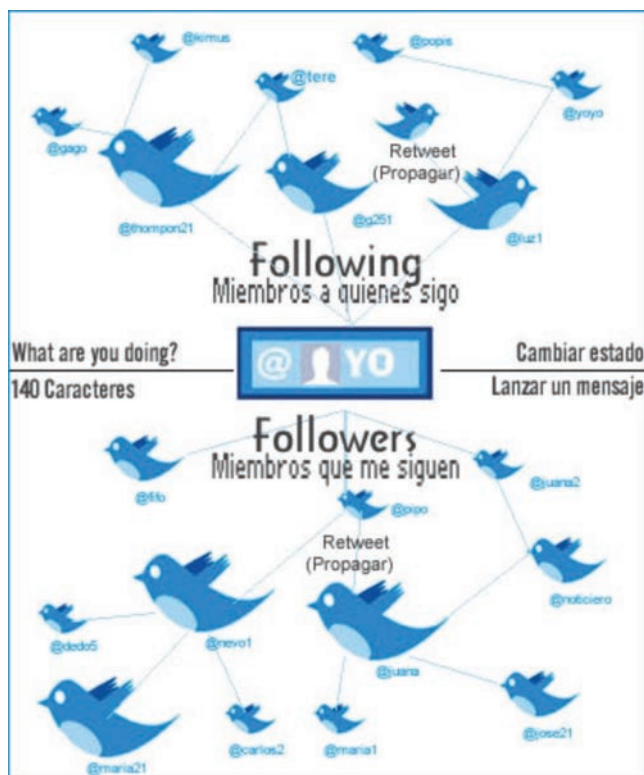 @kimus
@popis
@tere
@yoyo
@gago
Retweet
(Propagar)
@thompon21
@g251
@luz1
Following
Miembros a quienes sigo
What are you doing?
140 Caracteres
@ YO
Cambiar estado
Lanzar un mensaje
Followers
Miembros que me siguen
@fifo
@juana2
@pipo
Retweet
(Propagar)
@noticiero
@dedo5
@nevo1
@juana
@maria21
@carlos2
@maria1
@jose21